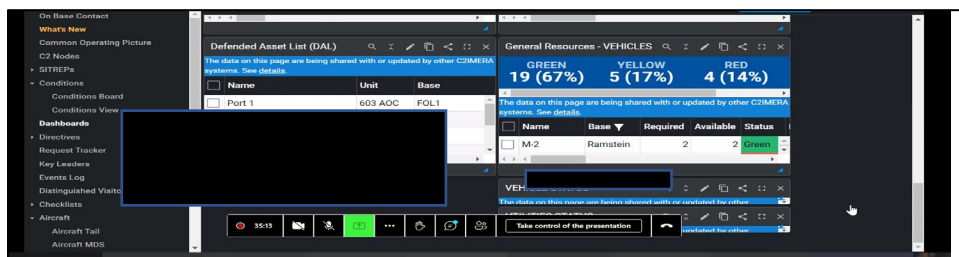 On Base Contact
What's New
Common Operating Picture
C2 Nodes
SITREPs
Conditions
Conditions Board
Conditions View
Dashboards
Directives
Request Tracker
Key Leaders
Events Log
Distinguished Visito
Checklists
Aircraft
Aircraft Tail
Aircraft MDS
Defended Asset List (DAL)
The data on this page are being shared with or updated by other C2IMERA
systems. See details.
Name Unit Base
Port 1 603 AOC FOL1
General Resources - VEHICLES
GREEN YELLOW RED
19 (67%) 5 (17%) 4 (14%)
The data on this page are being shared with or updated by other C2IMERA
systems. See details.
Name Base Required Available Status
M-2 Ramstein 2 2 Green
The data on this page are being shared with or updated by other
updated by other
35:13
Take control of the presentation